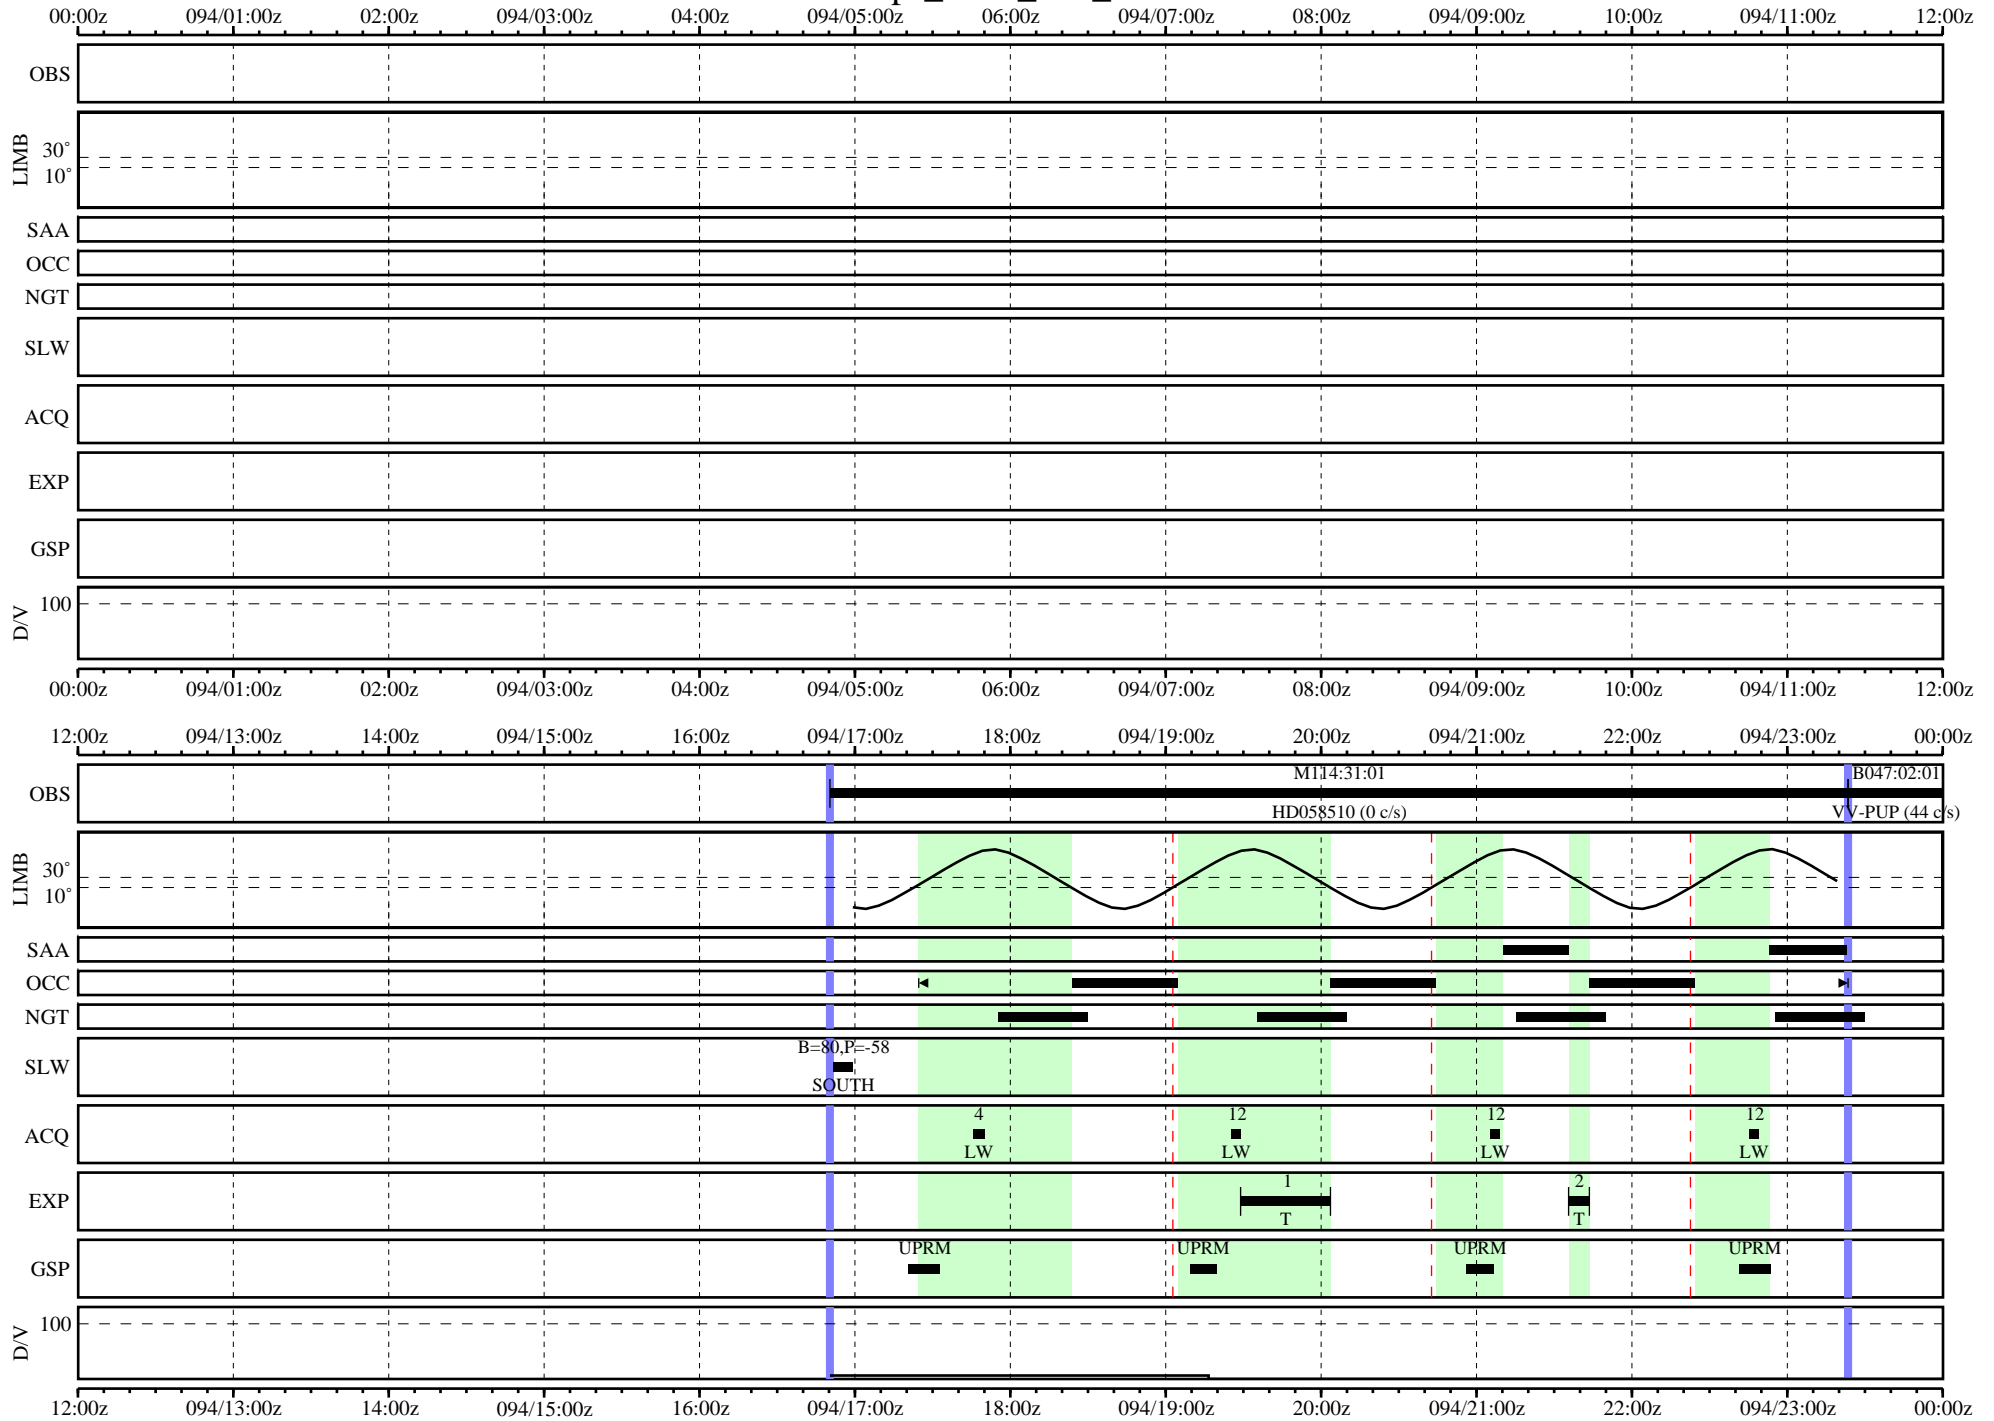 00:00z 094/01:00z 02:00z 094/03:00z 04:00z 094/05:00z 06:00z 094/07:00z 08:00z 094/09:00z 10:00z 094/11:00z 12:00z
OBS
LIMB 30°
10°
SAA
OCC
NGT
SLW
ACQ
EXP
GSP
D/V 100
00:00z 094/01:00z 02:00z 094/03:00z 04:00z 094/05:00z 06:00z 094/07:00z 08:00z 094/09:00z 10:00z 094/11:00z 12:00z
12:00z 094/13:00z 14:00z 094/15:00z 16:00z 094/17:00z 18:00z 094/19:00z 20:00z 094/21:00z 22:00z 094/23:00z 00:00z
M114:31:01 B047:02:01
OBS
HD058510 (0 c/s) VV-PUP (44 c/s)
LIMB 30°
10°
SAA
OCC
NGT
B=80,P=-58
SLW
SOUTH
4 12 12 12
ACQ
LW LW LW LW
1 2
EXP
T T
UPRM UPRM UPRM UPRM
GSP
D/V 100
12:00z 094/13:00z 14:00z 094/15:00z 16:00z 094/17:00z 18:00z 094/19:00z 20:00z 094/21:00z 22:00z 094/23:00z 00:00z